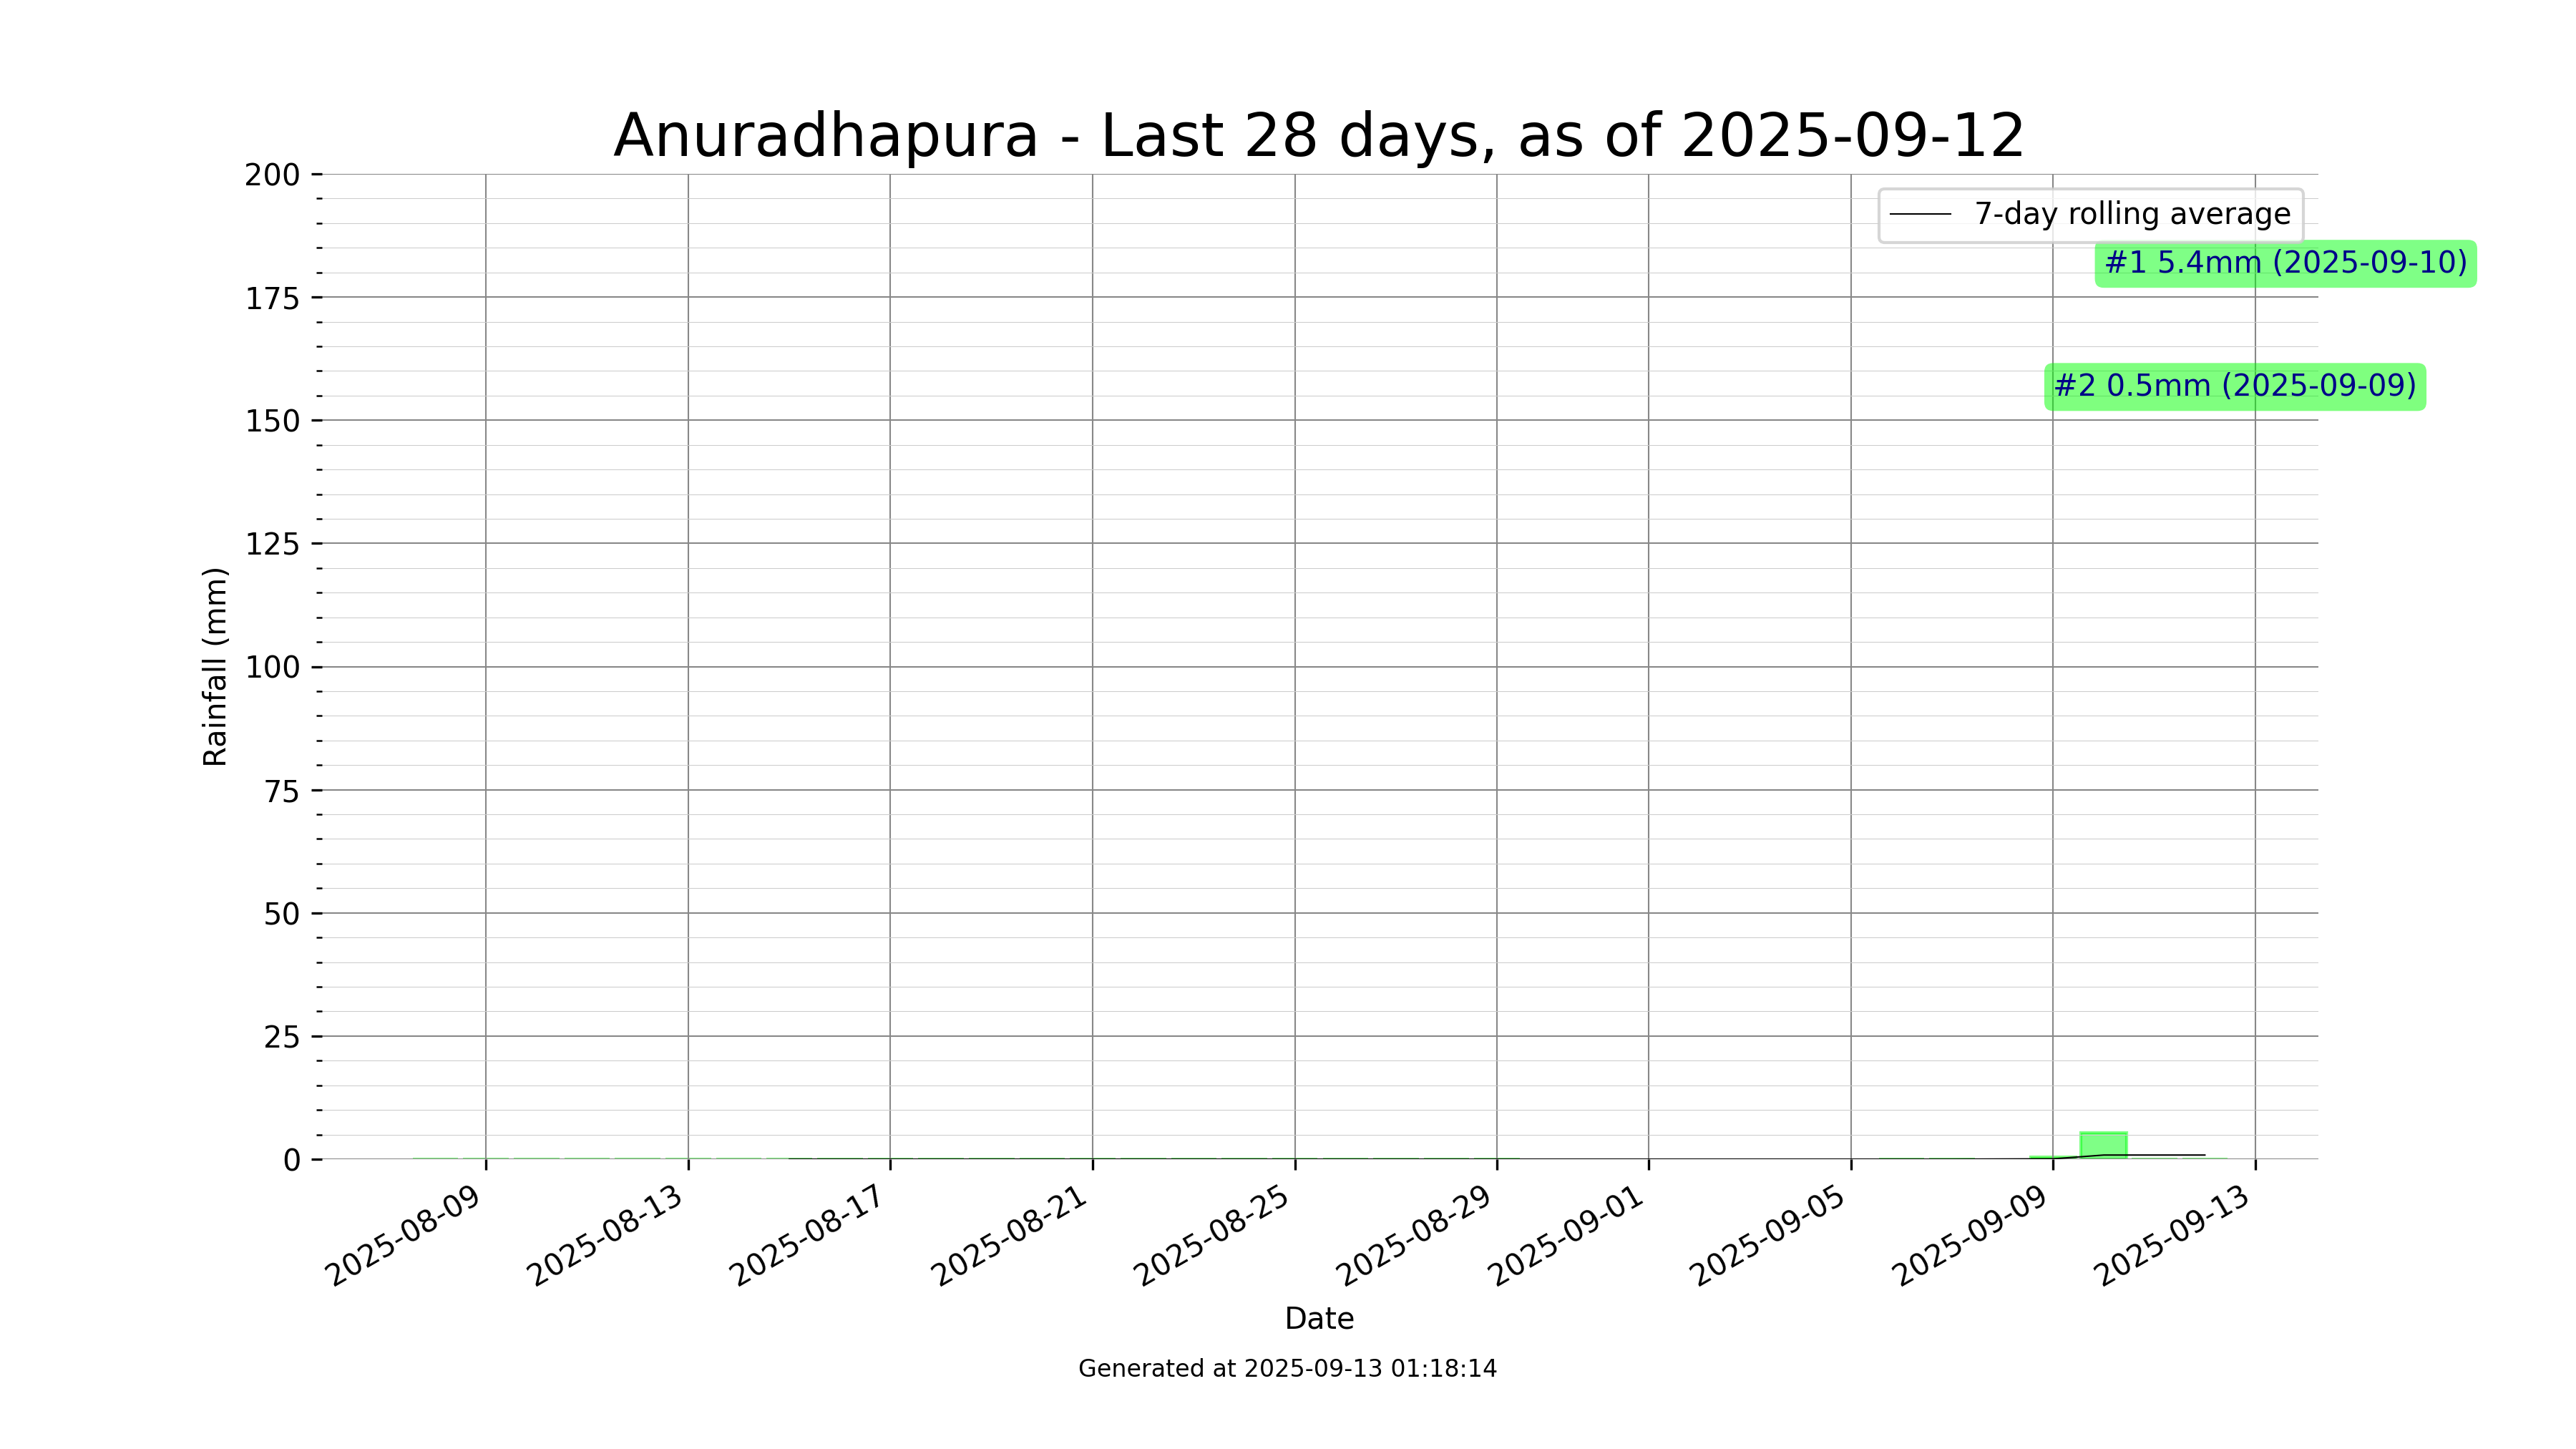 Anuradhapura - Last 28 days, as of 2025-09-12
200
175
150
125
100
75
50
25
0
Rainfall (mm)
7-day rolling average
#1 5.4mm (2025-09-10)
#2 0.5mm (2025-09-09)
2025-08-09
2025-08-13
2025-08-17
2025-08-21
2025-08-25
2025-08-29
2025-09-01
2025-09-05
2025-09-09
2025-09-13
Date
Generated at 2025-09-13 01:18:14